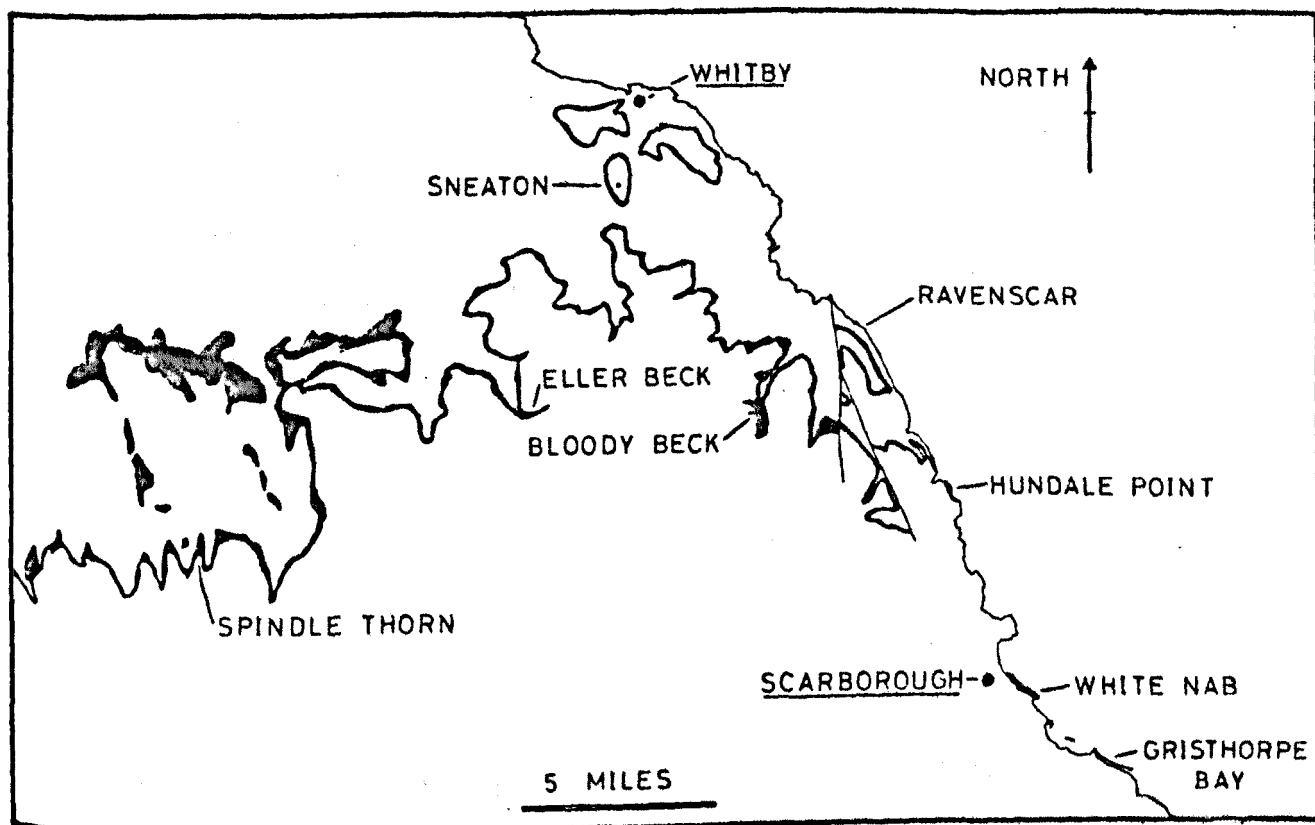 WHITBY
NORTH
SNEATON
RAVENSCAR
ELLER BECK
BLOODY BECK
HUNDALE POINT
SPINDLE THORN
SCARBOROUGH
WHITE NAB
GRISTHORPE
BAY
5 MILES